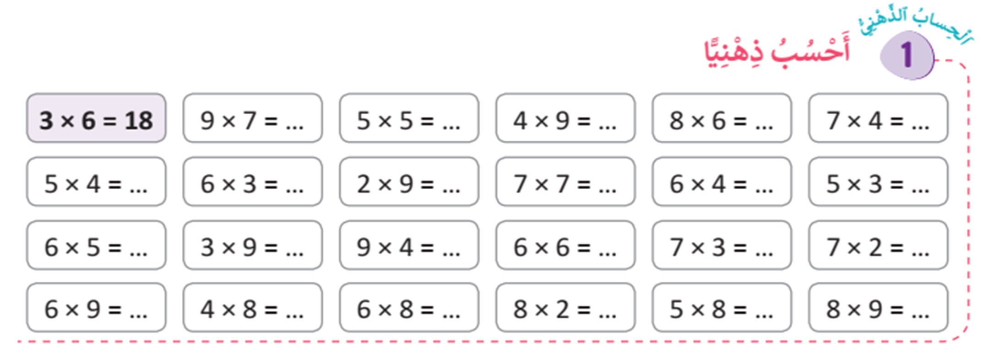 اَلْحِسابُ ٱلذِّهْنِيُّ
1 أَحْسُبُ ذِهْنِيًّا
3 × 6 = 18 9 × 7 = ... 5 × 5 = ... 4 × 9 = ... 8 × 6 = ... 7 × 4 = ...
5 × 4 = ... 6 × 3 = ... 2 × 9 = ... 7 × 7 = ... 6 × 4 = ... 5 × 3 = ...
6 × 5 = ... 3 × 9 = ... 9 × 4 = ... 6 × 6 = ... 7 × 3 = ... 7 × 2 = ...
6 × 9 = ... 4 × 8 = ... 6 × 8 = ... 8 × 2 = ... 5 × 8 = ... 8 × 9 = ...